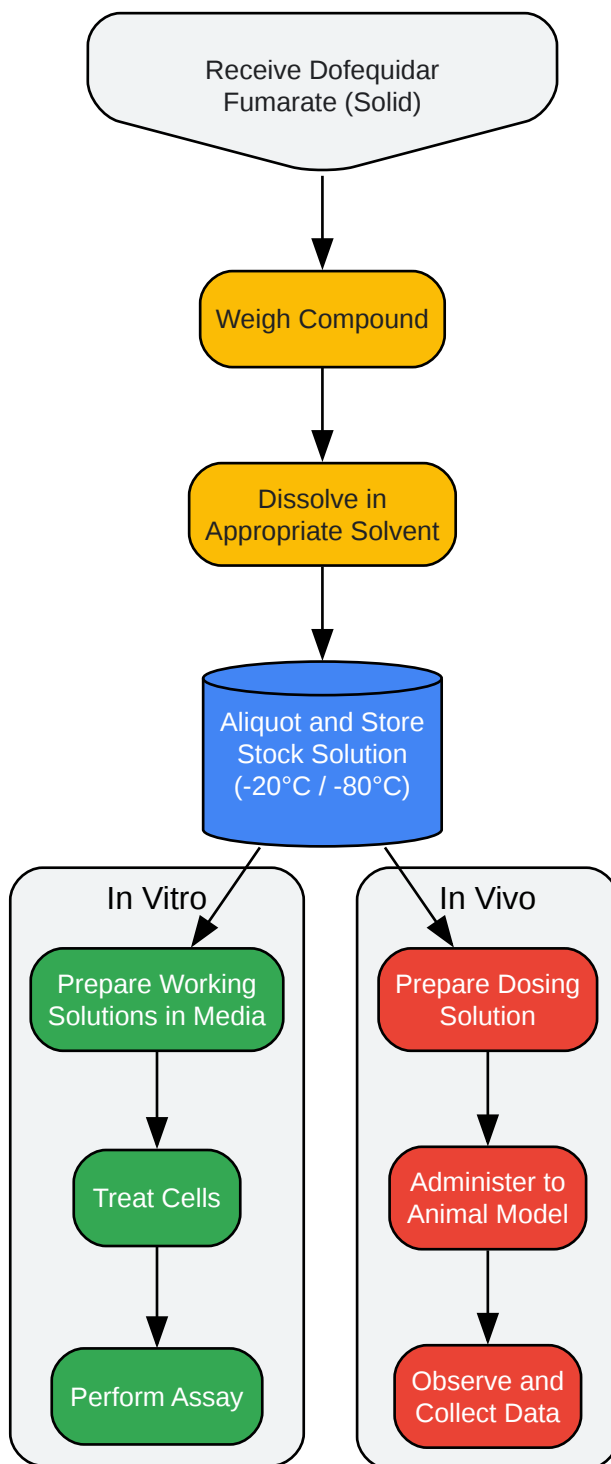 Receive Dofequidar
Fumarate (Solid)
Weigh Compound
Dissolve in
Appropriate Solvent
Aliquot and Store
Stock Solution
(-20°C / -80°C)
In Vitro
Prepare Working
Solutions in Media
Treat Cells
Perform Assay
In Vivo
Prepare Dosing
Solution
Administer to
Animal Model
Observe and
Collect Data